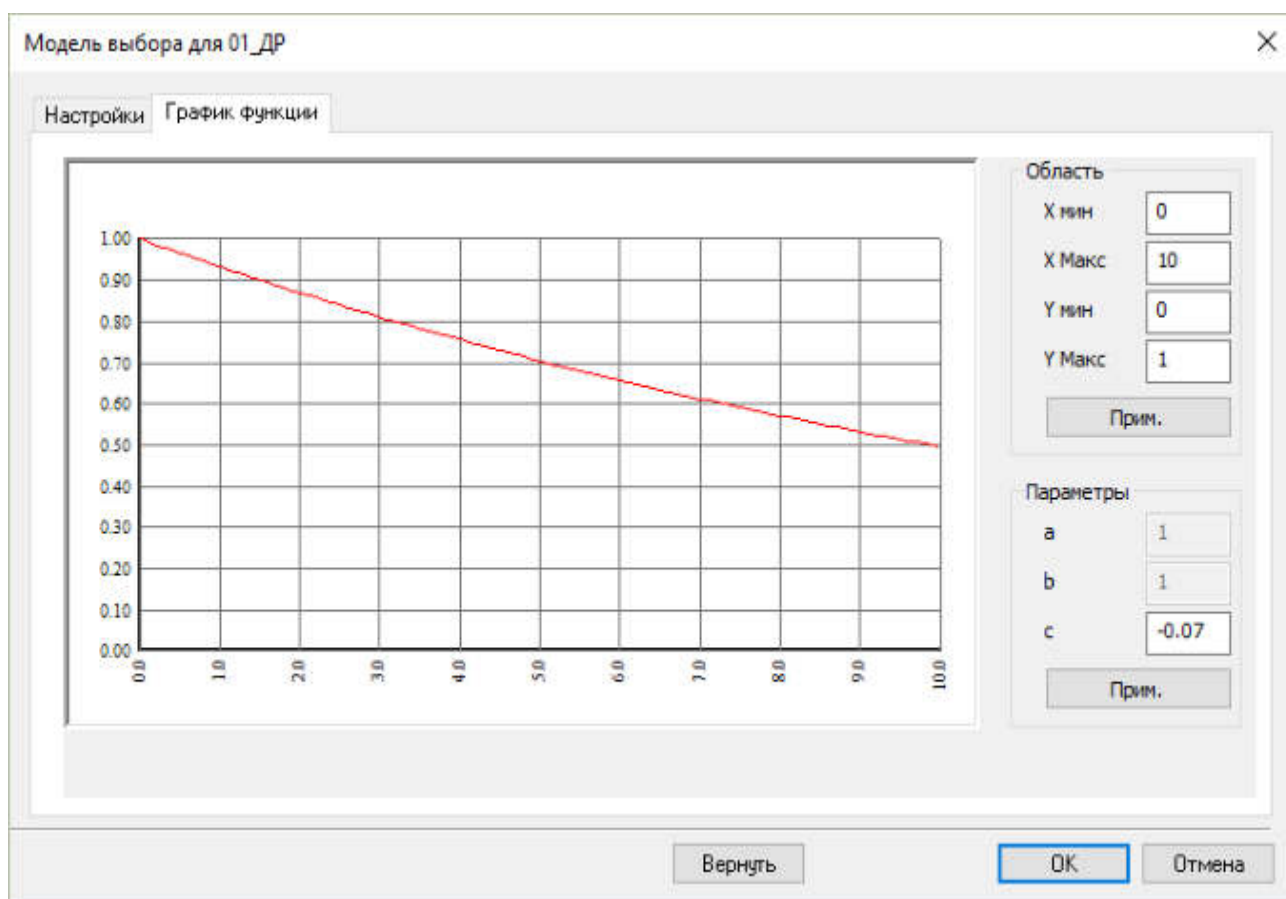 Модель выбора для 01_ДР
Настройки
График функции
1.00
0.90
0.80
0.70
0.60
0.50
0.40
0.30
0.20
0.10
0.00
0.0
1.0
2.0
3.0
4.0
5.0
6.0
7.0
8.0
9.0
10.0
Область
X мин 0
X Макс 10
Y мин 0
Y Макс 1
Прим.
Параметры
a 1
b 1
c -0.07
Прим.
Вернуть
OK
Отмена